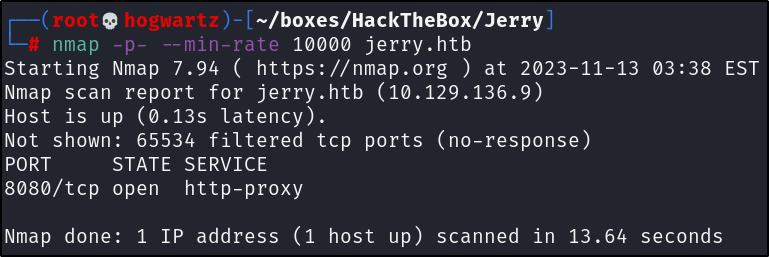 ┌──(root💀hogwartz)-[~/boxes/HackTheBox/Jerry]
└─# nmap -p- --min-rate 10000 jerry.htb
Starting Nmap 7.94 ( https://nmap.org ) at 2023-11-13 03:38 EST
Nmap scan report for jerry.htb (10.129.136.9)
Host is up (0.13s latency).
Not shown: 65534 filtered tcp ports (no-response)
PORT     STATE SERVICE
8080/tcp open  http-proxy
Nmap done: 1 IP address (1 host up) scanned in 13.64 seconds